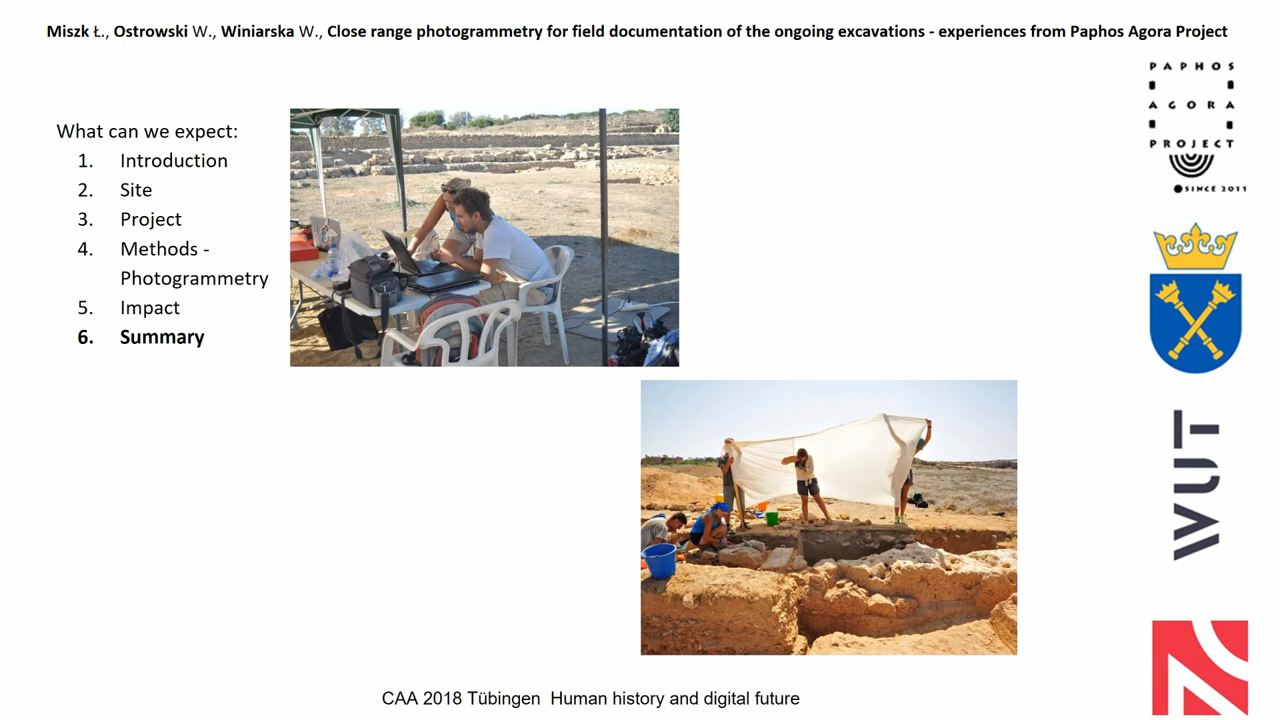 Miszk Ł., Ostrowski W., Winiarska W., Close range photogrammetry for field documentation of the ongoing excavations - experiences from Paphos Agora Project
PAPHOS
AGORA
PROJECT
SINCE 2011
What can we expect:
1. Introduction
2. Site
3. Project
4. Methods -
Photogrammetry
5. Impact
6. Summary
WUT
CAA 2018 Tübingen Human history and digital future